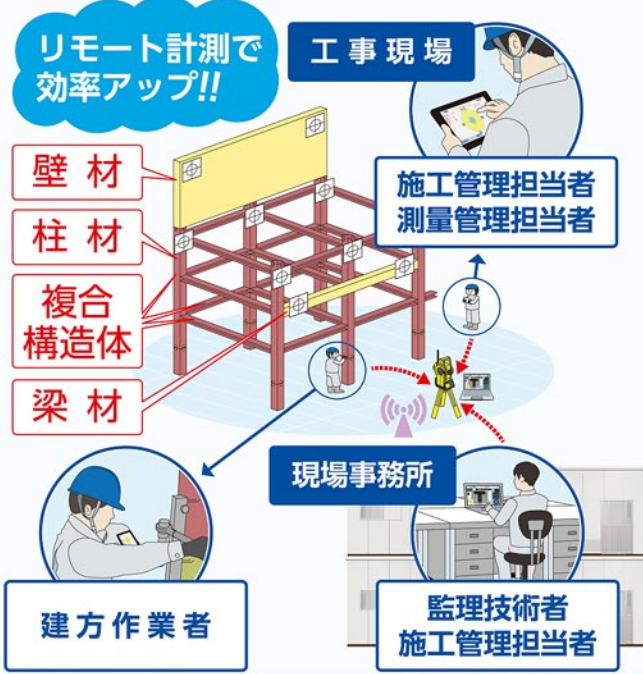 リモート計測で
効率アップ!!
工事現場
施工管理担当者
測量管理担当者
壁材
柱材
複合
構造体
梁材
現場事務所
建方作業者
監理技術者
施工管理担当者